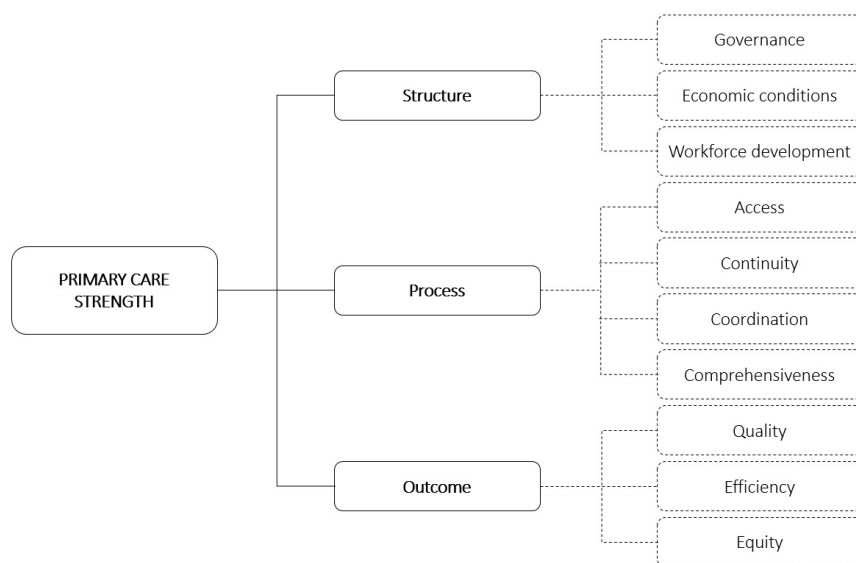 PRIMARY CARE
STRENGTH
Structure
Governance
Economic conditions
Workforce development
Process
Access
Continuity
Coordination
Comprehensiveness
Outcome
Quality
Efficiency
Equity